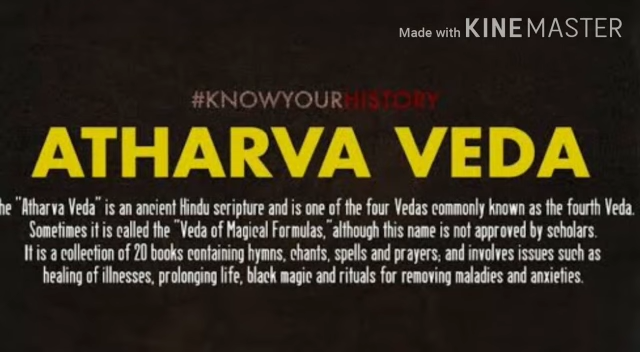 Made with KINEMASTER
#KNOWYOURHISTORY
ATHARVA VEDA
he "Atharva Veda" is an ancient Hindu scripture and is one of the four Vedas commonly known as the fourth Veda.
Sometimes it is called the "Veda of Magical Formulas,"although this name is not approved by scholars.
It is a collection of 20 books containing hymns, chants, spells and prayers; and involves issues such as
healing of illnesses, prolonging life, black magic and rituals for removing maladies and anxieties.